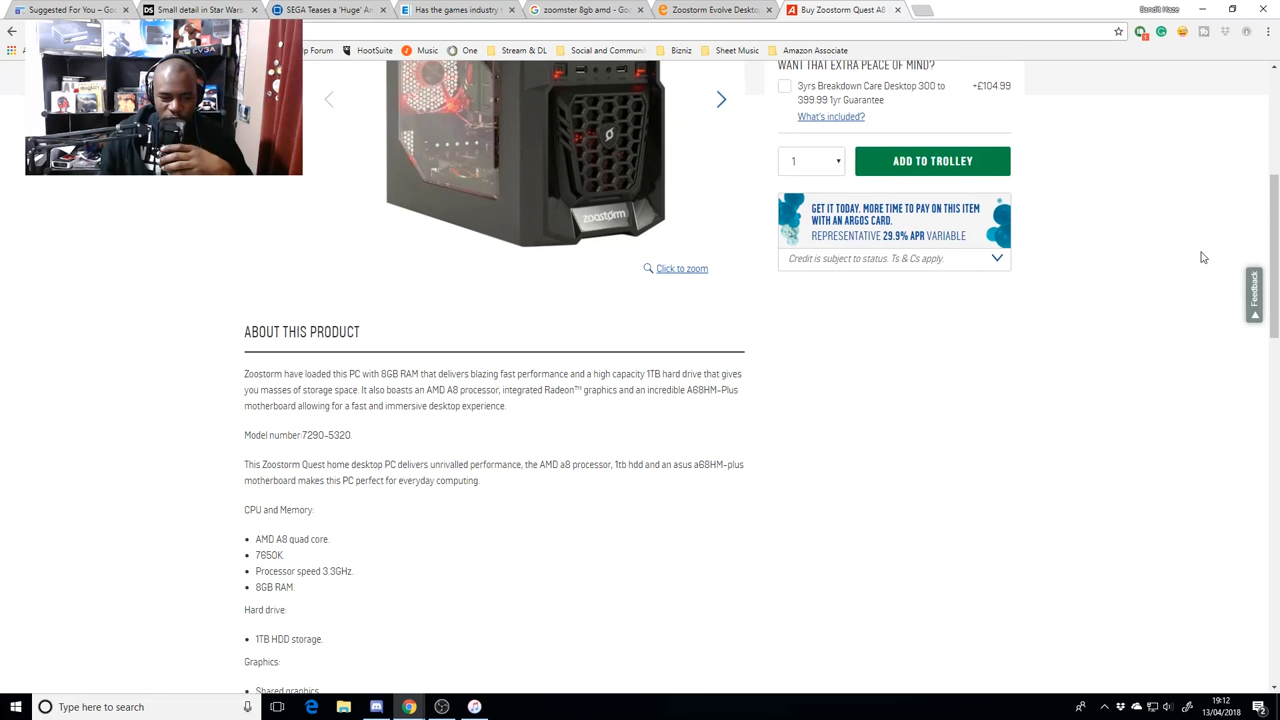 Suggested For You - Goo
Small detail in Star Wars
SEGA Teases a 'Huge' An
Has the games industry s
zoomster 8gb amd - Goo
Zoostorm Evolve Desktop
Buy Zoostorm Quest A8
Bandit Haze
op Forum
HootSuite
Music
One
Stream & DL
Social and Communi
Bizniz
Sheet Music
Amazon Associate
EVGA
WANT THAT EXTRA PEACE OF MIND?
3yrs Breakdown Care Desktop 300 to
399.99 1yr Guarantee
+£104.99
What's included?
1
ADD TO TROLLEY
GET IT TODAY. MORE TIME TO PAY ON THIS ITEM
WITH AN ARGOS CARD.
REPRESENTATIVE 29.9% APR VARIABLE
Credit is subject to status. Ts & Cs apply.
zoostorm
Click to zoom
Feedback
ABOUT THIS PRODUCT
Zoostorm have loaded this PC with 8GB RAM that delivers blazing fast performance and a high capacity 1TB hard drive that gives
you masses of storage space. It also boasts an AMD A8 processor, integrated Radeon™ graphics and an incredible A68HM-Plus
motherboard allowing for a fast and immersive desktop experience.
Model number:7290-5320.
This Zoostorm Quest home desktop PC delivers unrivalled performance, the AMD a8 processor, 1tb hdd and an asus a68HM-plus
motherboard makes this PC perfect for everyday computing.
CPU and Memory:
• AMD A8 quad core.
• 7650K.
• Processor speed 3.3GHz.
• 8GB RAM.
Hard drive:
• 1TB HDD storage.
Graphics:
• Shared graphics
Type here to search
19:12
13/04/2018
2